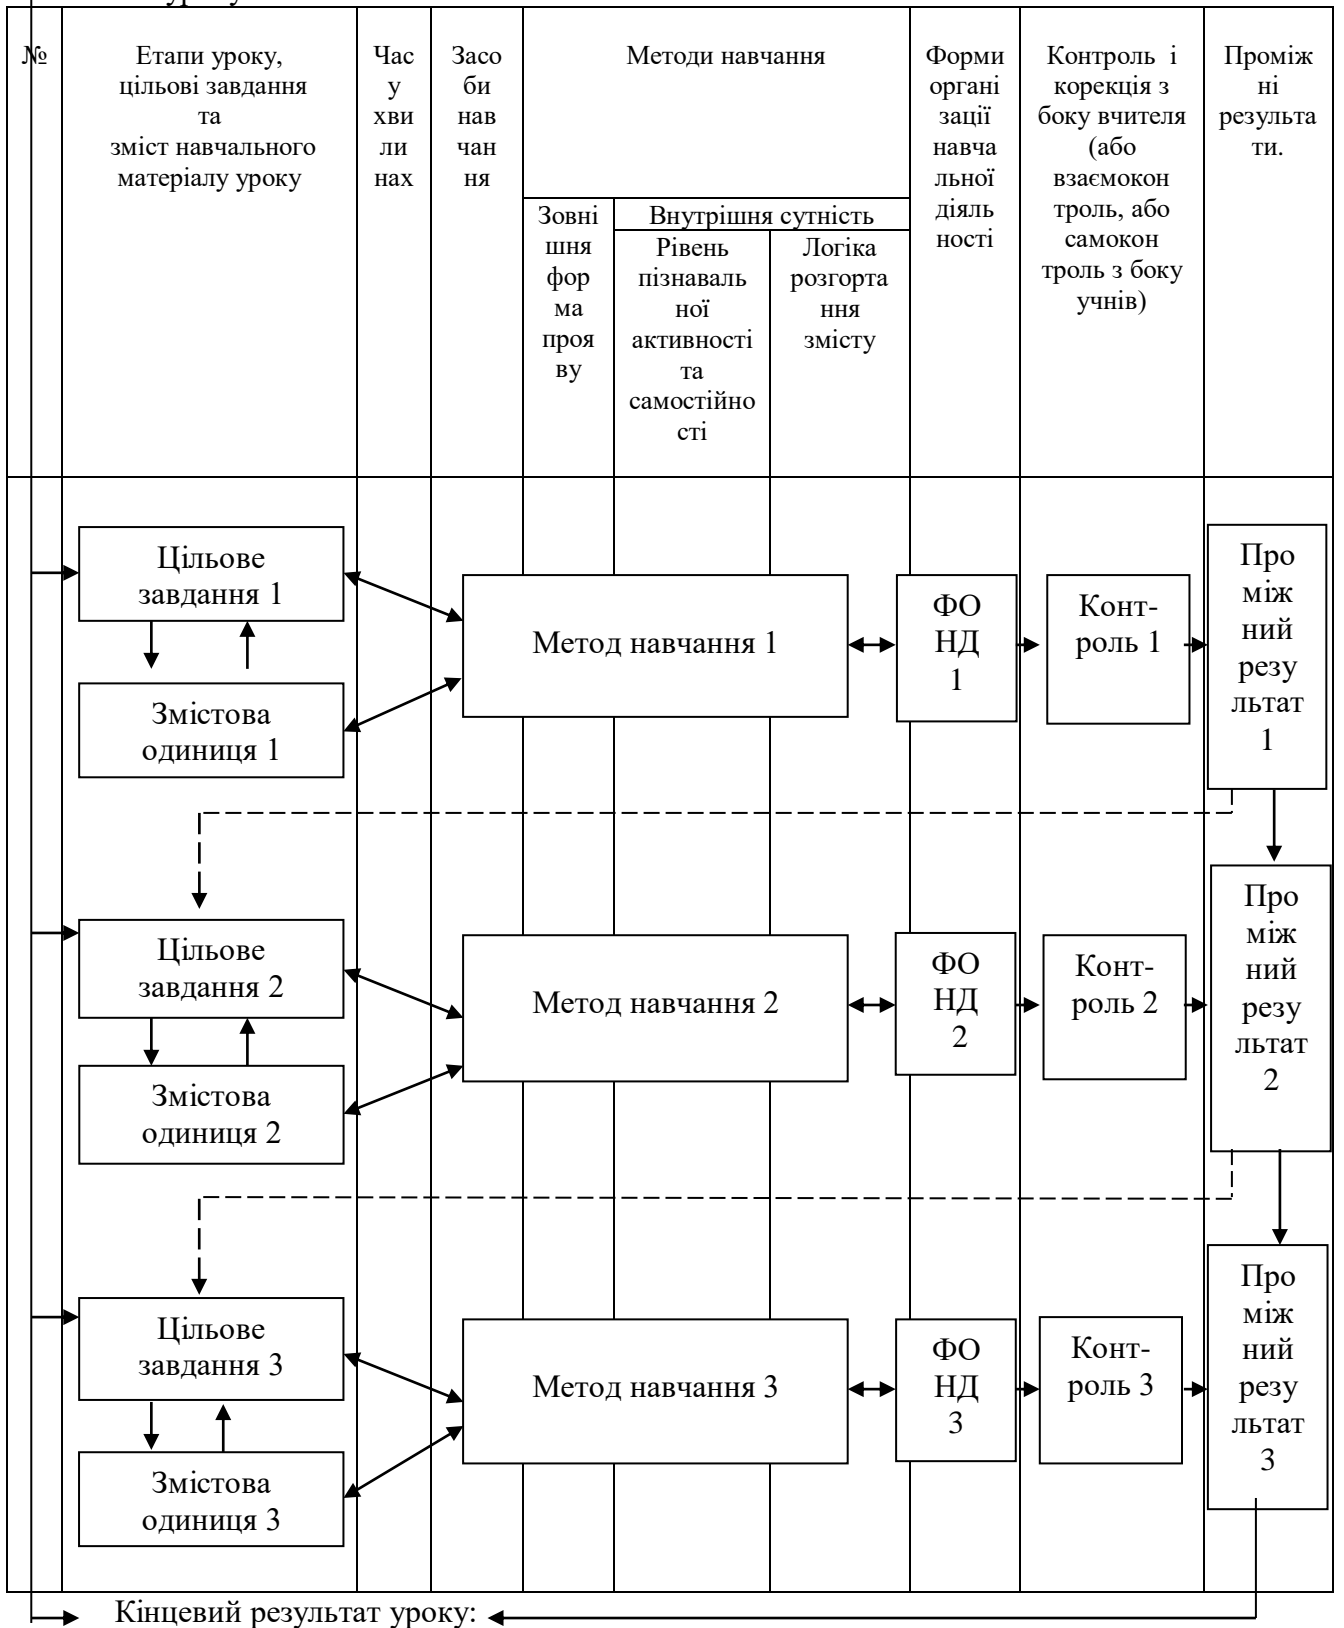 №
Етапи уроку,
цільові завдання
та
зміст навчального
матеріалу уроку
Час
у
хви
ли
нах
Засо
би
нав
чан
ня
Методи навчання
Зовні
шня
фор
ма
проя
ву
Внутрішня сутність
Рівень
пізнаваль
ної
активності
та
самостійно
сті
Логіка
розгорта
ння
змісту
Форми
органі
зації
навча
льної
діяль
ності
Контроль і
корекція з
боку вчителя
(або
взаємокон
троль, або
самокон
троль з боку
учнів)
Проміж
ні
результа
ти.
Цільове
завдання 1
Змістова
одиниця 1
Метод навчання 1
ФО
НД
1
Конт-
роль 1
Про
між
ний
резу
льтат
1
Цільове
завдання 2
Змістова
одиниця 2
Метод навчання 2
ФО
НД
2
Конт-
роль 2
Про
між
ний
резу
льтат
2
Цільове
завдання 3
Змістова
одиниця 3
Метод навчання 3
ФО
НД
3
Конт-
роль 3
Про
між
ний
резу
льтат
3
Кінцевий результат уроку: